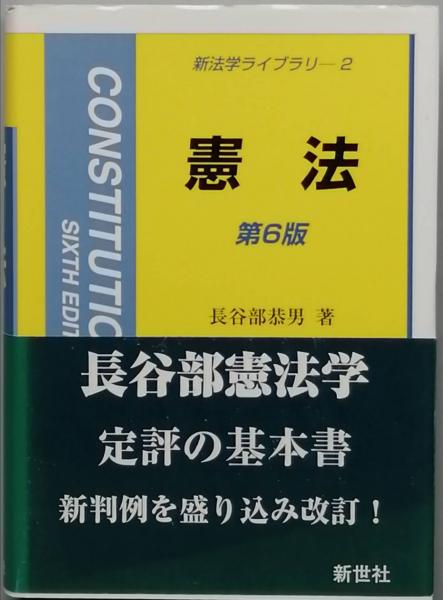 新法学ライブラリ―2
憲 法
第6版
長谷部恭男 著
CONSTITUTIO
SIXTH EDIT
長谷部憲法学
定評の基本書
新判例を盛り込み改訂！
新世社